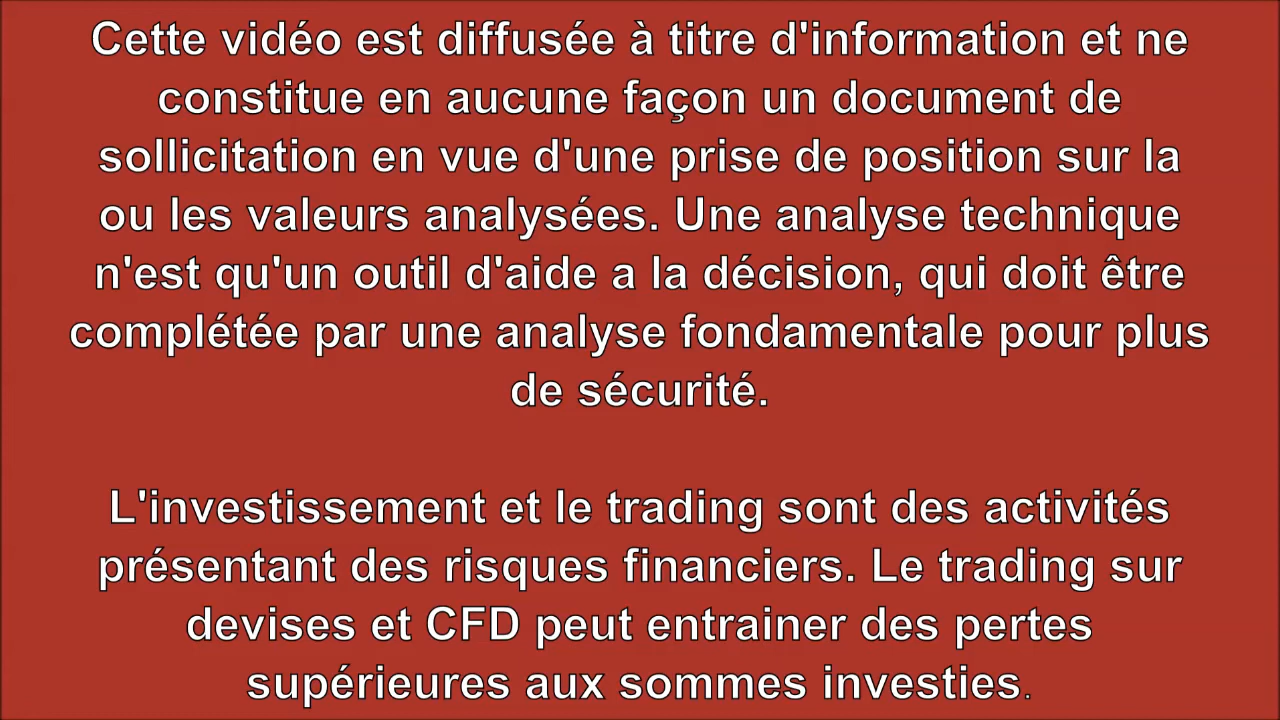 Cette vidéo est diffusée à titre d'information et ne
constitue en aucune façon un document de
sollicitation en vue d'une prise de position sur la
ou les valeurs analysées. Une analyse technique
n'est qu'un outil d'aide a la décision, qui doit être
complétée par une analyse fondamentale pour plus
de sécurité.
L'investissement et le trading sont des activités
présentant des risques financiers. Le trading sur
devises et CFD peut entrainer des pertes
supérieures aux sommes investies.